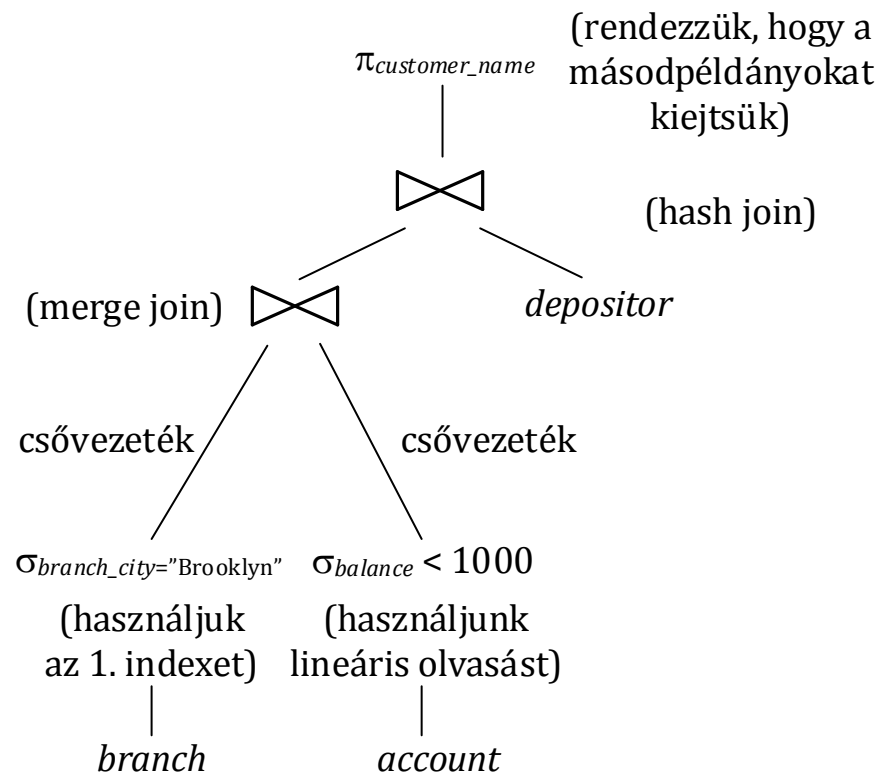 (rendezzük, hogy a
πcustomer_name
másodpéldányokat
kiejtsük)
(hash join)
(merge join)
depositor
csővezeték
csővezeték
σbranch_city=”Brooklyn”
σbalance < 1000
(használjuk
az 1. indexet)
(használjunk
lineáris olvasást)
branch
account